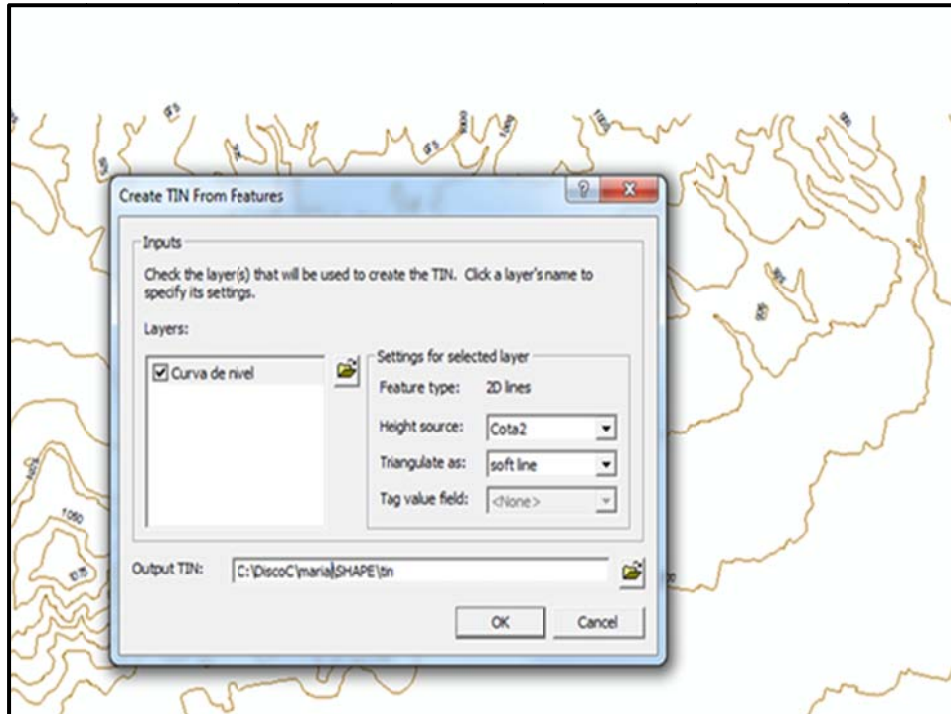 Create TIN From Features
?
Inputs
Check the layer(s) that will be used to create the TIN. Click a layer's name to
specify its settings.
Layers:
Curva de nivel
Settings for selected layer
Feature type: 2D lines
Height source: Cota2
Triangulate as: soft line
Tag value field: <None>
Output TIN: C:\DiscoC\maria\SHAPE\tin
OK Cancel
1000
1050